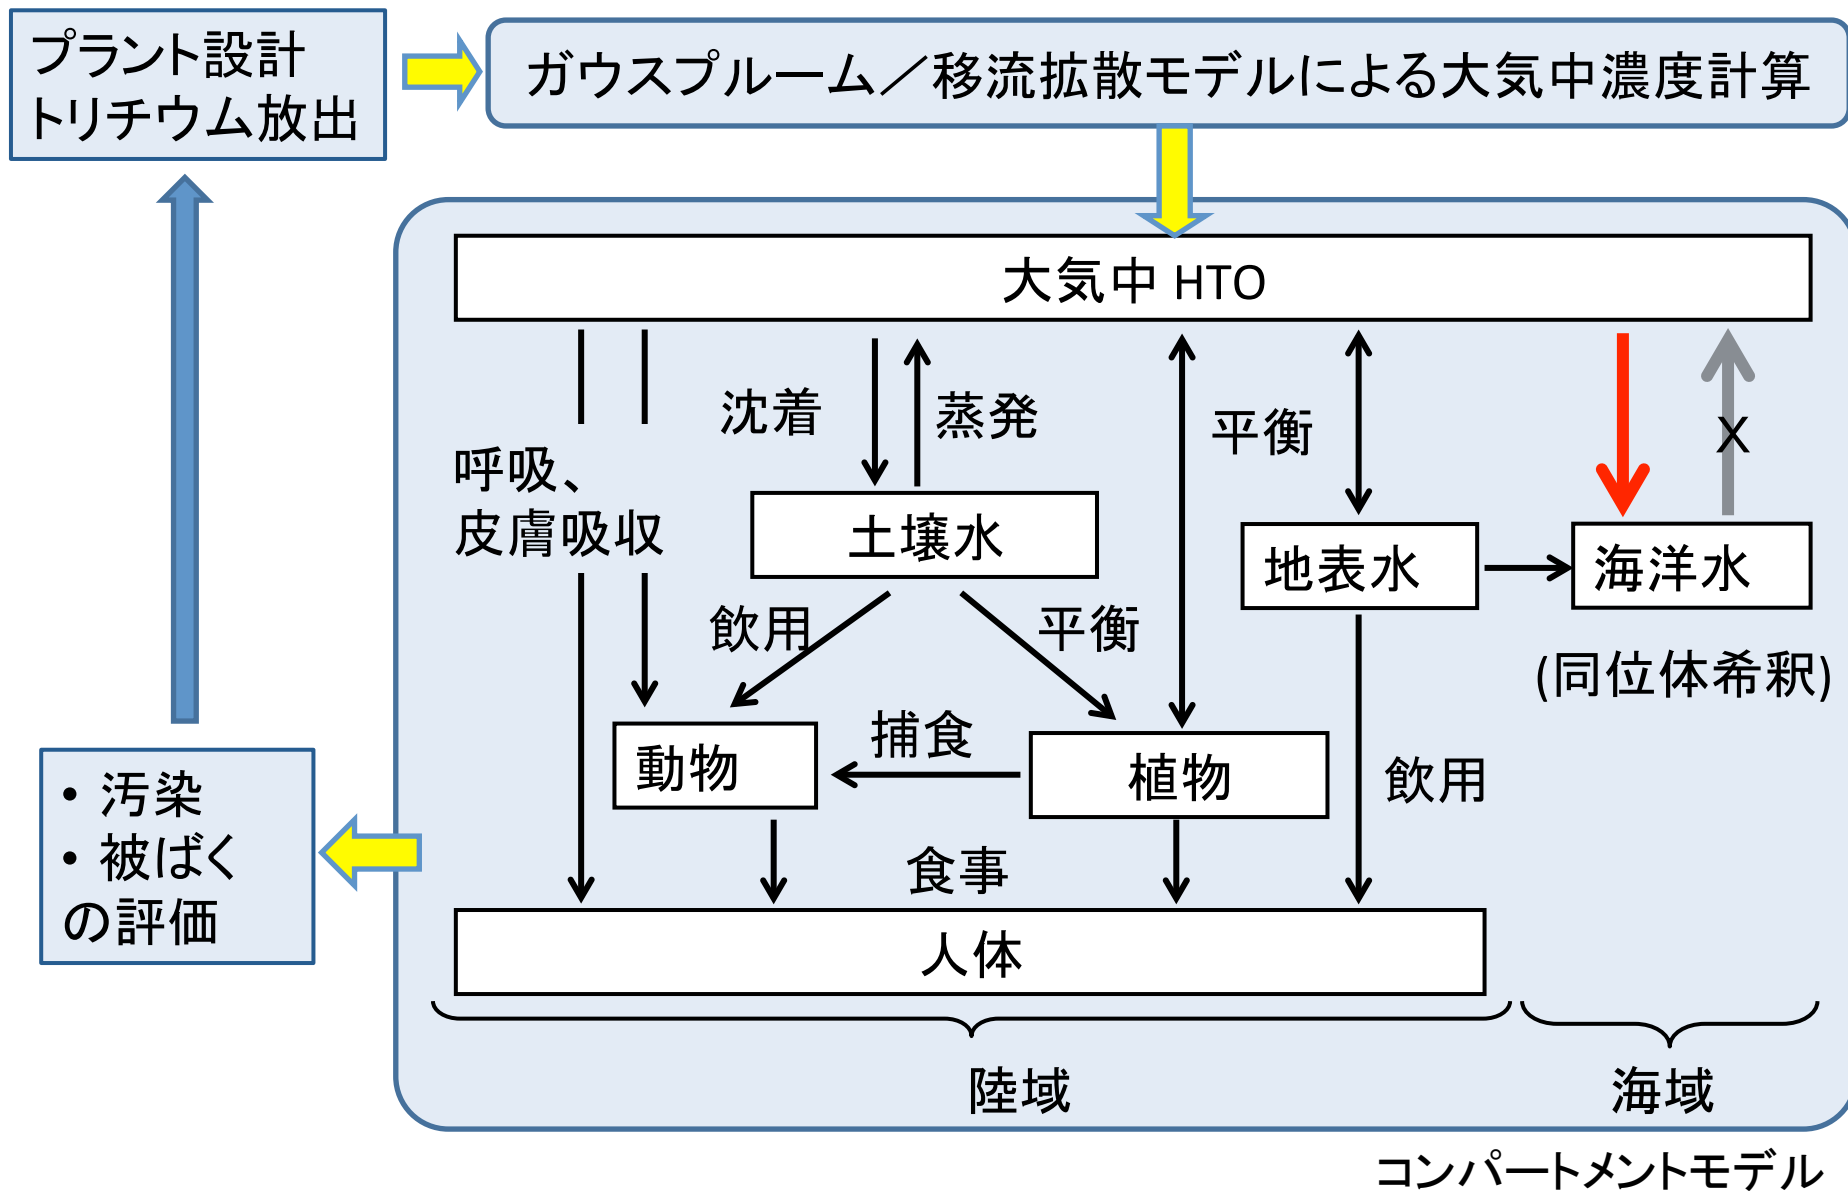 プラント設計
トリチウム放出
ガウスプルーム／移流拡散モデルによる大気中濃度計算
大気中 HTO
沈着
蒸発
平衡
X
呼吸、
皮膚吸収
土壌水
地表水
海洋水
飲用
平衡
(同位体希釈)
動物
捕食
植物
飲用
• 汚染
• 被ばく
の評価
食事
人体
陸域
海域
コンパートメントモデル